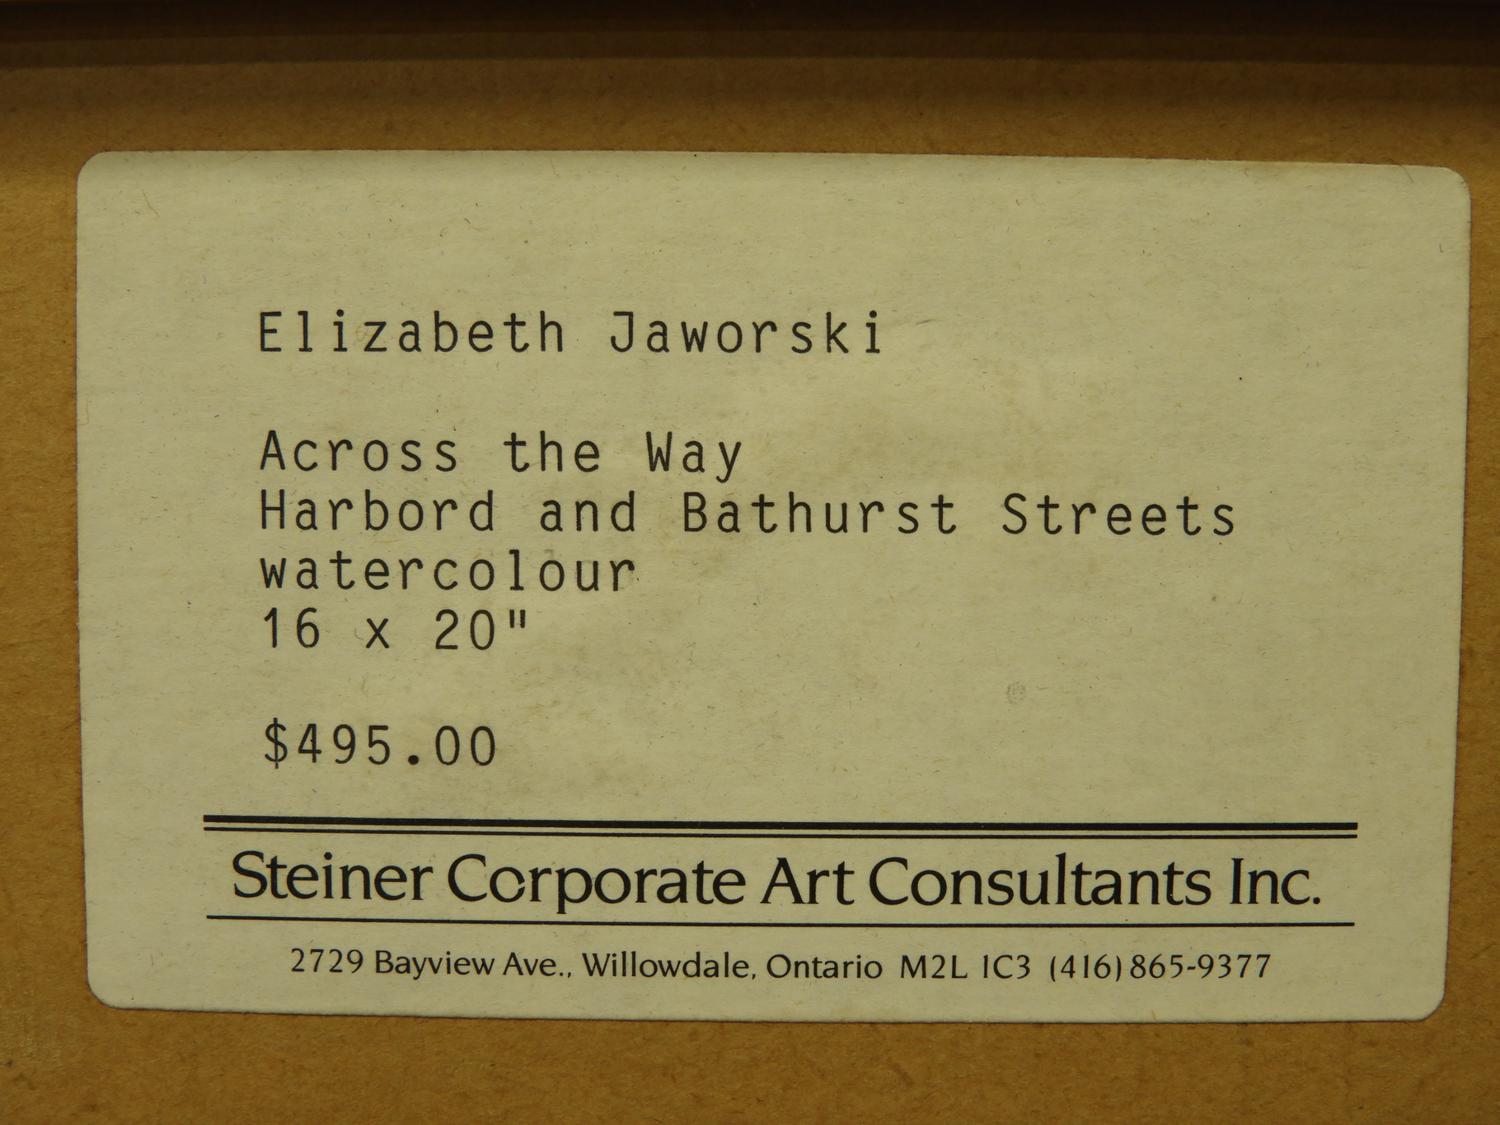 Elizabeth Jaworski
Across the Way
Harbord and Bathurst Streets
watercolour
16 x 20"
$495.00
Steiner Corporate Art Consultants Inc.
2729 Bayview Ave., Willowdale, Ontario M2L 1C3 (416) 865-9377